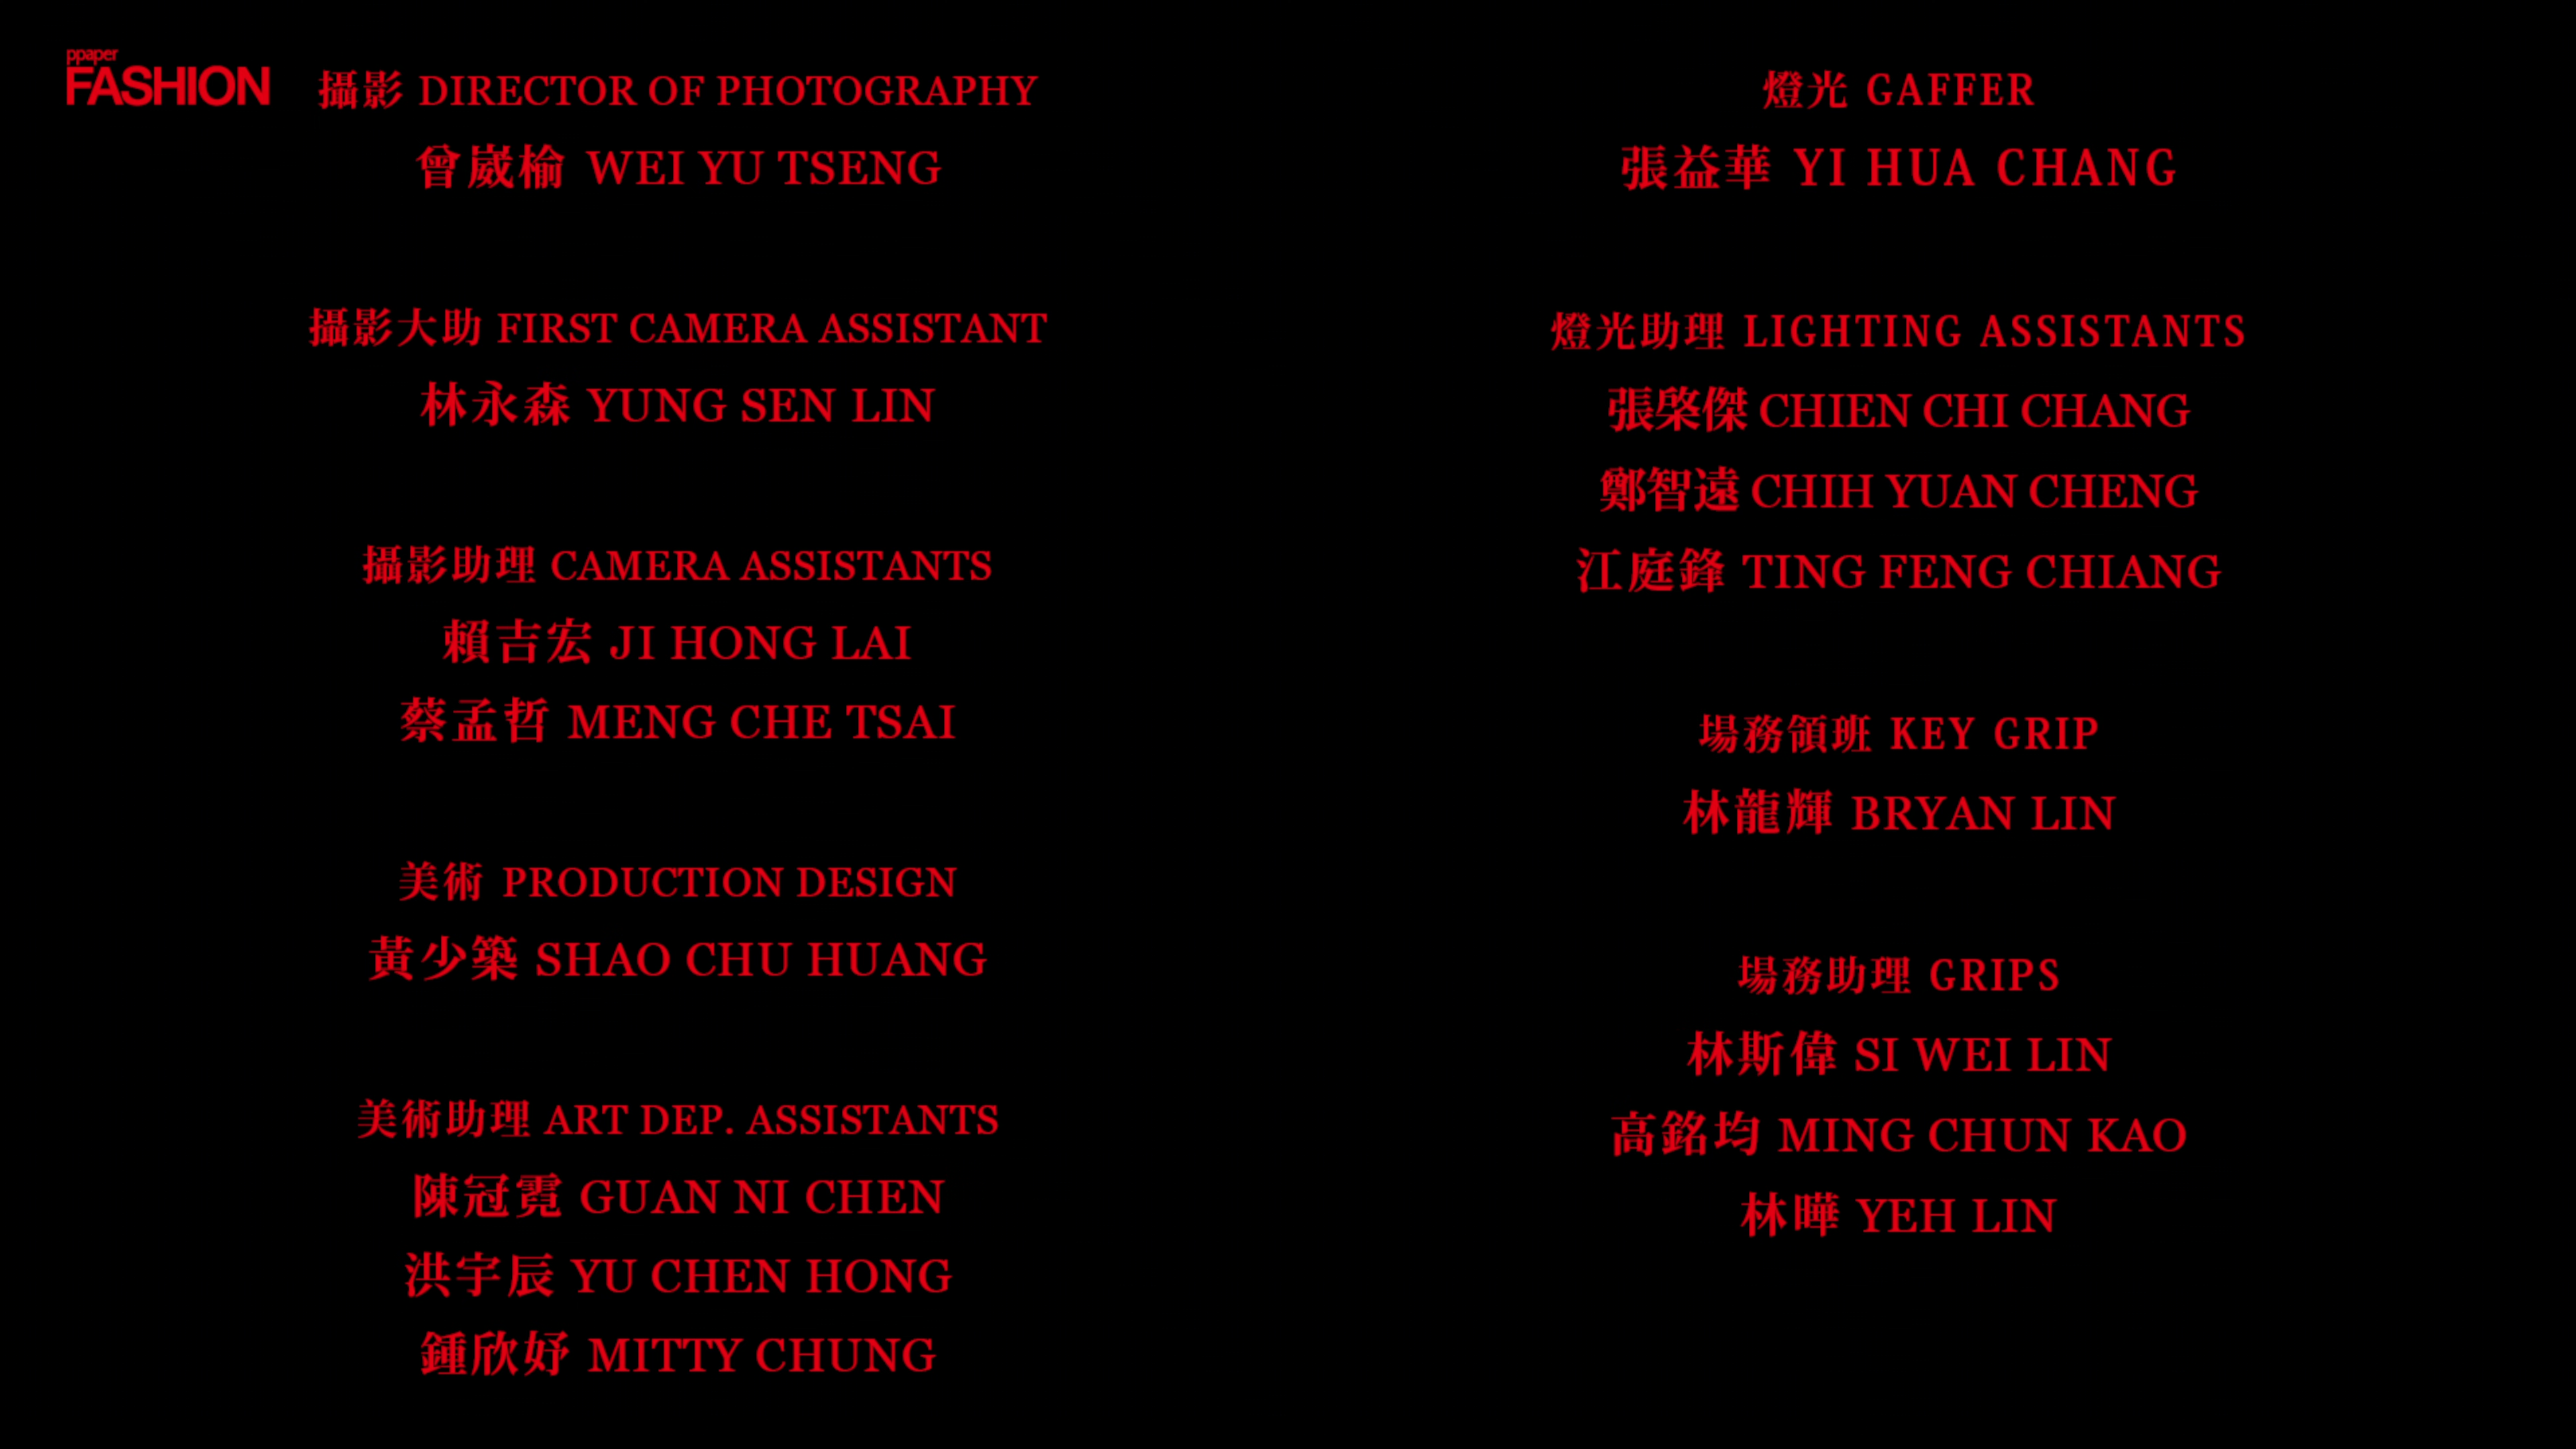 ppaper
FASHION
攝影 DIRECTOR OF PHOTOGRAPHY
曾崴榆 WEI YU TSENG
攝影大助 FIRST CAMERA ASSISTANT
林永森 YUNG SEN LIN
攝影助理 CAMERA ASSISTANTS
賴吉宏 JI HONG LAI
蔡孟哲 MENG CHE TSAI
美術 PRODUCTION DESIGN
黃少築 SHAO CHU HUANG
美術助理 ART DEP. ASSISTANTS
陳冠霓 GUAN NI CHEN
洪宇辰 YU CHEN HONG
鍾欣妤 MITTY CHUNG
燈光 GAFFER
張益華 YI HUA CHANG
燈光助理 LIGHTING ASSISTANTS
張棨傑 CHIEN CHI CHANG
鄭智遠 CHIH YUAN CHENG
江庭鋒 TING FENG CHIANG
場務領班 KEY GRIP
林龍輝 BRYAN LIN
場務助理 GRIPS
林斯偉 SI WEI LIN
高銘均 MING CHUN KAO
林曄 YEH LIN